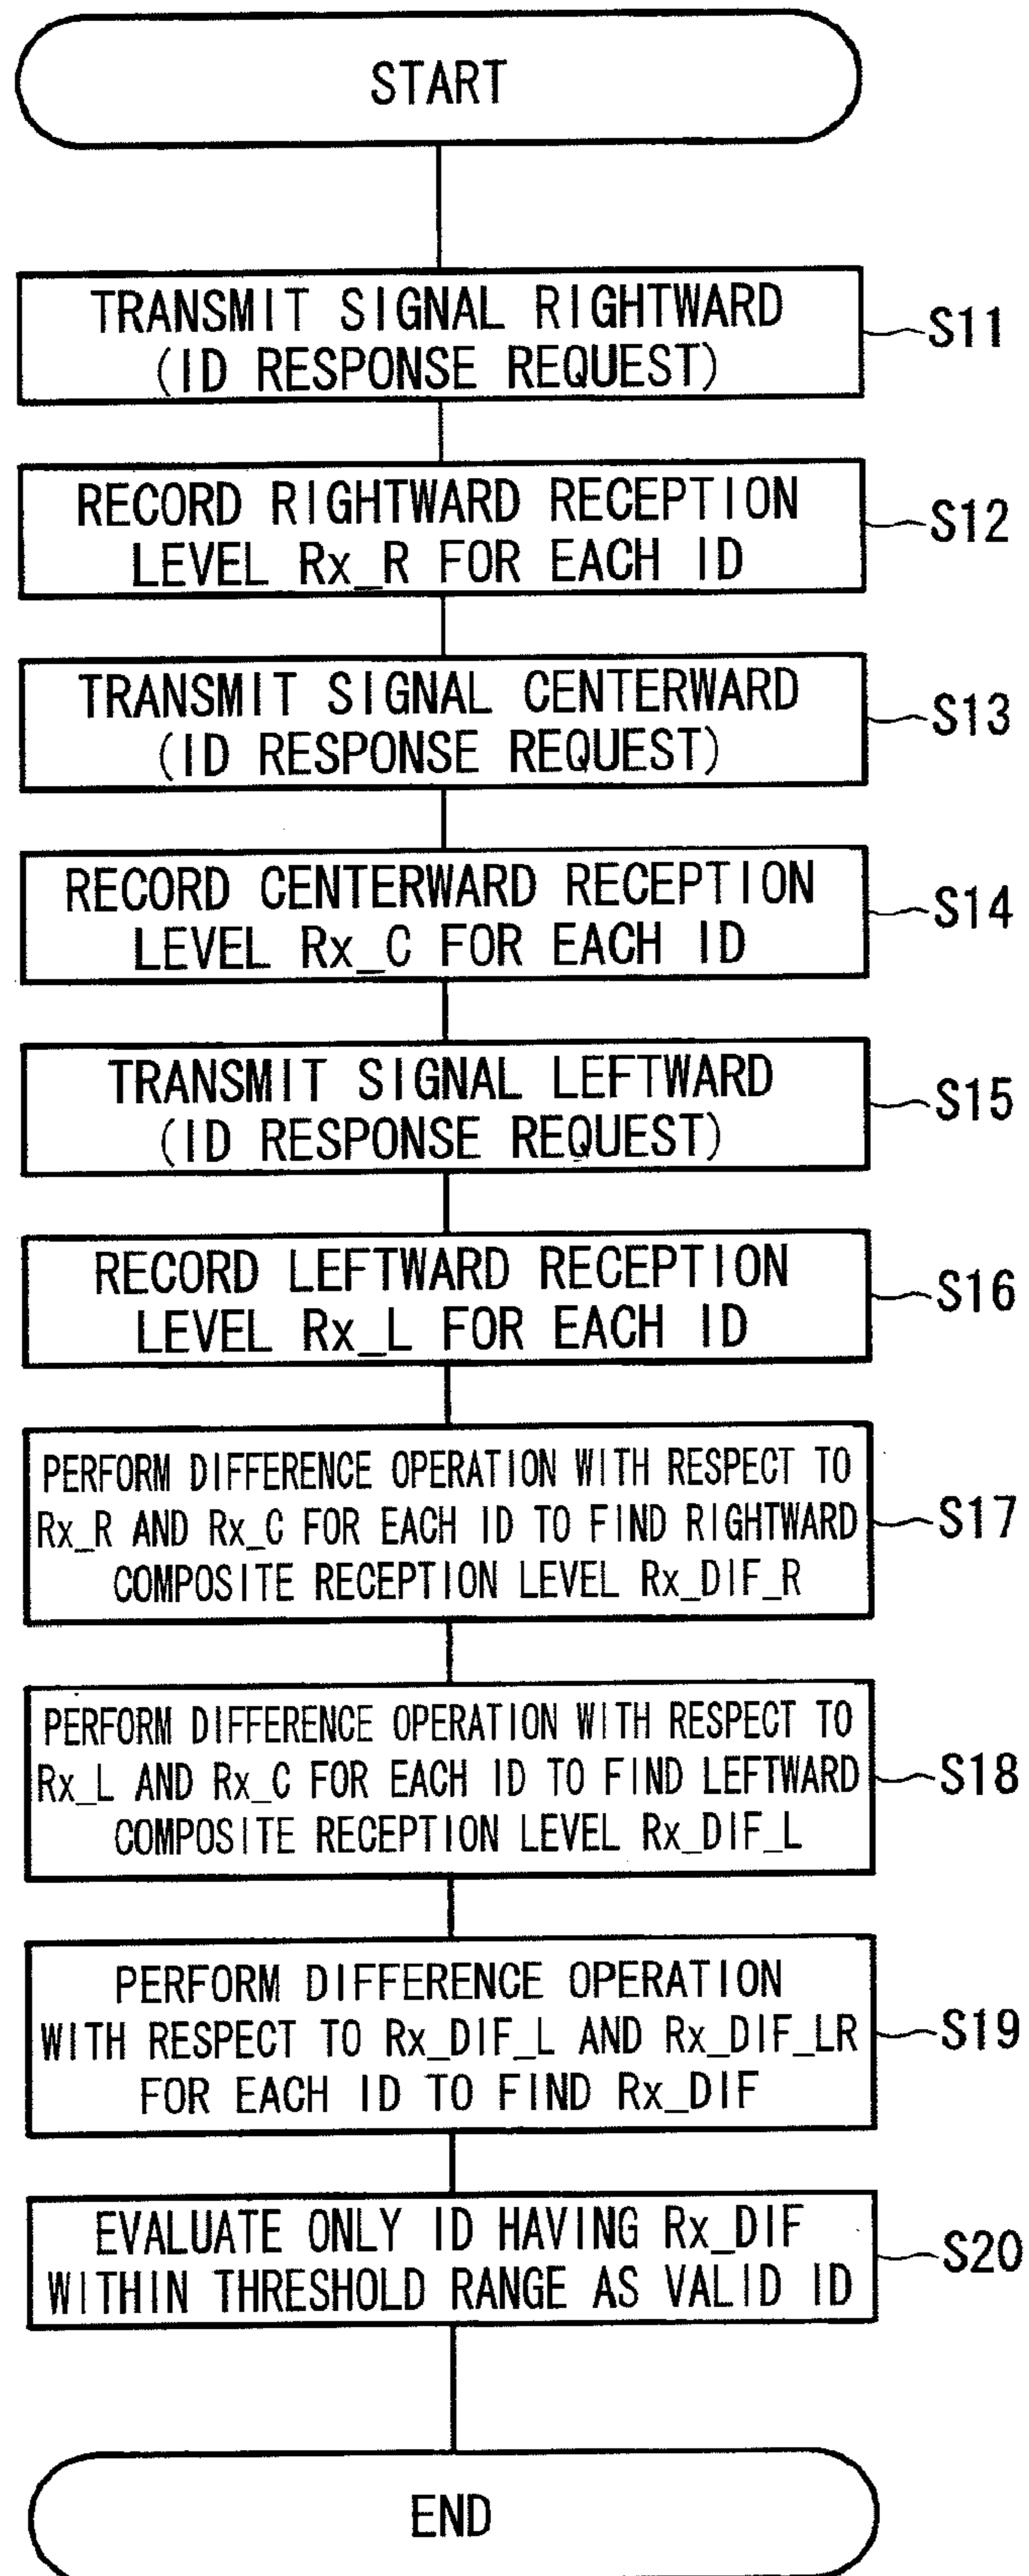 START
TRANSMIT SIGNAL RIGHTWARD
(ID RESPONSE REQUEST)
S11
RECORD RIGHTWARD RECEPTION
LEVEL Rx_R FOR EACH ID
S12
TRANSMIT SIGNAL CENTERWARD
(ID RESPONSE REQUEST)
S13
RECORD CENTERWARD RECEPTION
LEVEL Rx_C FOR EACH ID
S14
TRANSMIT SIGNAL LEFTWARD
(ID RESPONSE REQUEST)
S15
RECORD LEFTWARD RECEPTION
LEVEL Rx_L FOR EACH ID
S16
PERFORM DIFFERENCE OPERATION WITH RESPECT TO
Rx_R AND Rx_C FOR EACH ID TO FIND RIGHTWARD
COMPOSITE RECEPTION LEVEL Rx_DIF_R
S17
PERFORM DIFFERENCE OPERATION WITH RESPECT TO
Rx_L AND Rx_C FOR EACH ID TO FIND LEFTWARD
COMPOSITE RECEPTION LEVEL Rx_DIF_L
S18
PERFORM DIFFERENCE OPERATION
WITH RESPECT TO Rx_DIF_L AND Rx_DIF_LR
FOR EACH ID TO FIND Rx_DIF
S19
EVALUATE ONLY ID HAVING Rx_DIF
WITHIN THRESHOLD RANGE AS VALID ID
S20
END